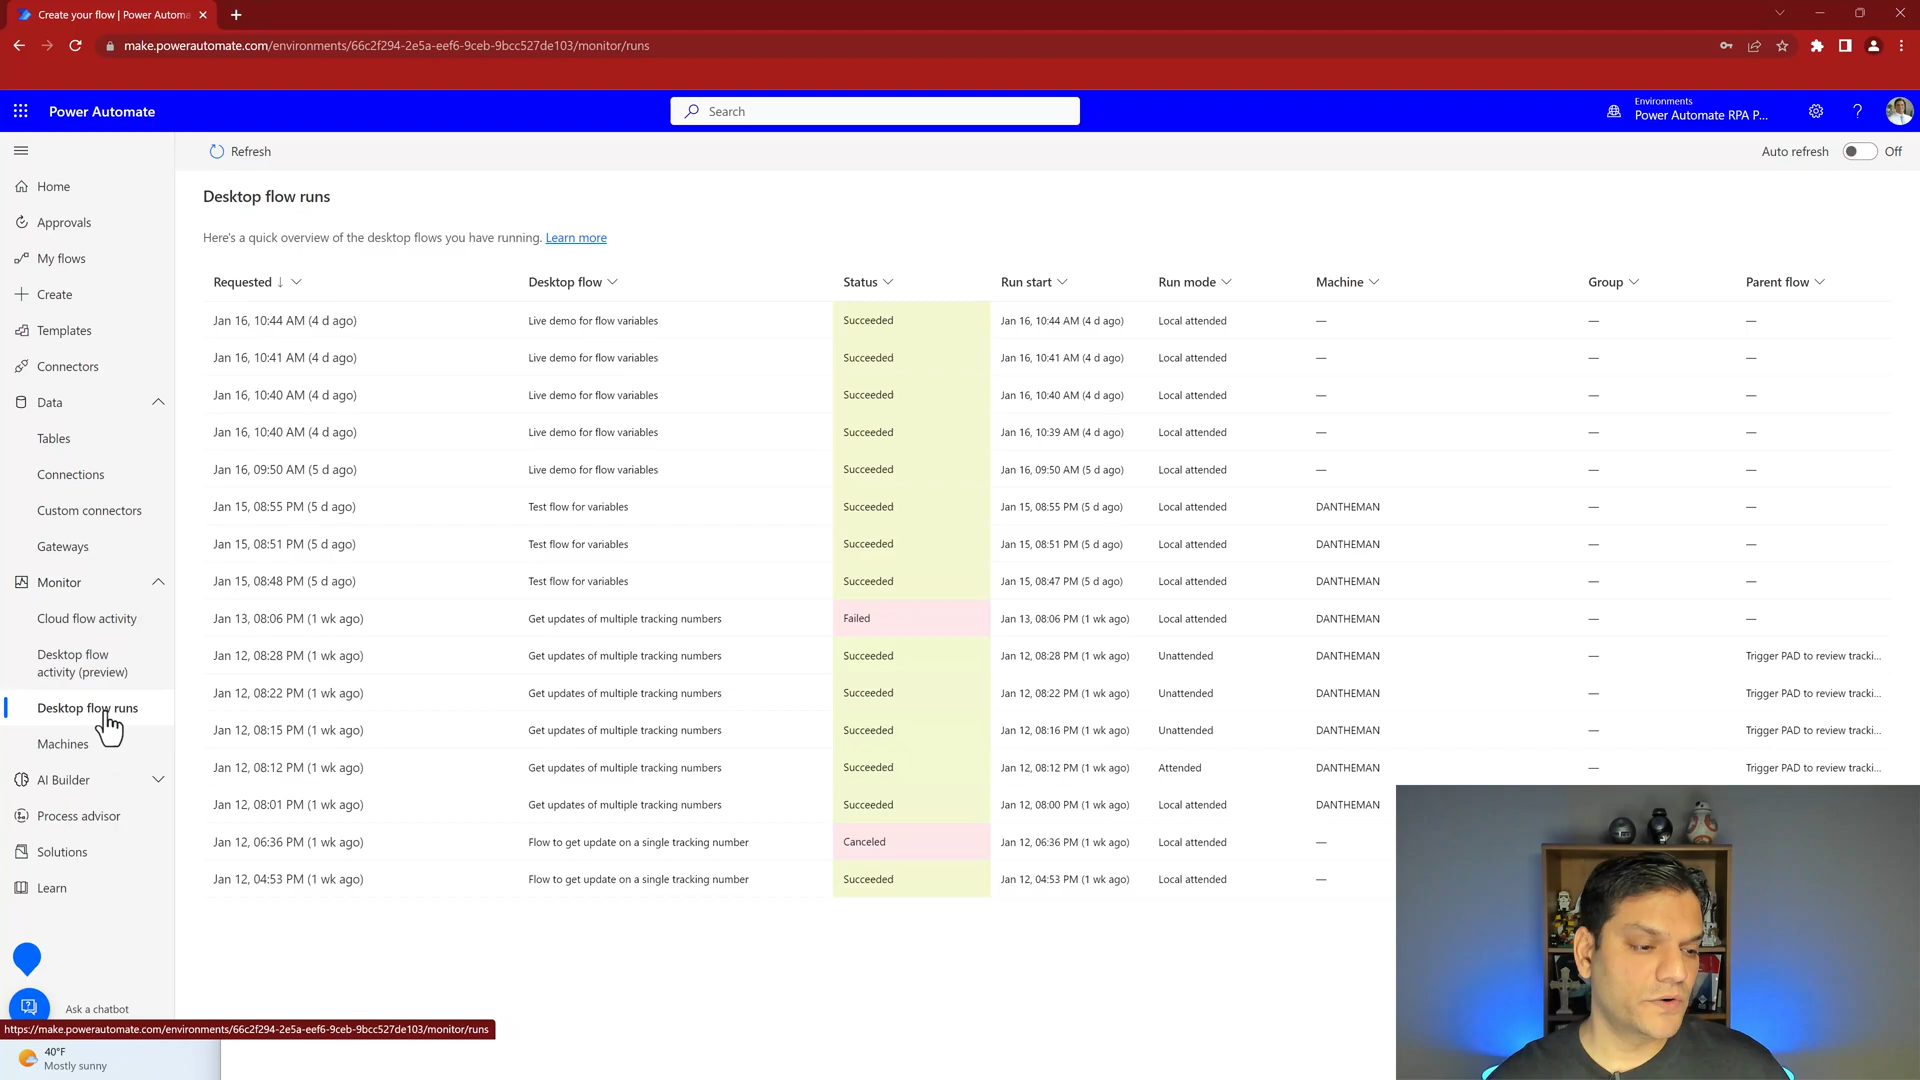 Create your flow | Power Automa
make.powerautomate.com/environments/66c2f294-2e5a-eef6-9ceb-9bcc527de103/monitor/runs
Power Automate
Search
Environments
Power Automate RPA P...
Refresh
Auto refresh Off
Home
Approvals
My flows
Create
Templates
Connectors
Data
Tables
Connections
Custom connectors
Gateways
Monitor
Cloud flow activity
Desktop flow
activity (preview)
Desktop flow runs
Machines
AI Builder
Process advisor
Solutions
Learn
Ask a chatbot
Desktop flow runs
Here's a quick overview of the desktop flows you have running. Learn more
Requested ↓ Desktop flow Status Run start Run mode Machine Group Parent flow
Jan 16, 10:44 AM (4 d ago) Live demo for flow variables Succeeded Jan 16, 10:44 AM (4 d ago) Local attended — — —
Jan 16, 10:41 AM (4 d ago) Live demo for flow variables Succeeded Jan 16, 10:41 AM (4 d ago) Local attended — — —
Jan 16, 10:40 AM (4 d ago) Live demo for flow variables Succeeded Jan 16, 10:40 AM (4 d ago) Local attended — — —
Jan 16, 10:40 AM (4 d ago) Live demo for flow variables Succeeded Jan 16, 10:39 AM (4 d ago) Local attended — — —
Jan 16, 09:50 AM (5 d ago) Live demo for flow variables Succeeded Jan 16, 09:50 AM (5 d ago) Local attended — — —
Jan 15, 08:55 PM (5 d ago) Test flow for variables Succeeded Jan 15, 08:55 PM (5 d ago) Local attended DANTHEMAN — —
Jan 15, 08:51 PM (5 d ago) Test flow for variables Succeeded Jan 15, 08:51 PM (5 d ago) Local attended DANTHEMAN — —
Jan 15, 08:48 PM (5 d ago) Test flow for variables Succeeded Jan 15, 08:47 PM (5 d ago) Local attended DANTHEMAN — —
Jan 13, 08:06 PM (1 wk ago) Get updates of multiple tracking numbers Failed Jan 13, 08:06 PM (1 wk ago) Local attended DANTHEMAN — —
Jan 12, 08:28 PM (1 wk ago) Get updates of multiple tracking numbers Succeeded Jan 12, 08:28 PM (1 wk ago) Unattended DANTHEMAN — Trigger PAD to review tracki...
Jan 12, 08:22 PM (1 wk ago) Get updates of multiple tracking numbers Succeeded Jan 12, 08:22 PM (1 wk ago) Unattended DANTHEMAN — Trigger PAD to review tracki...
Jan 12, 08:15 PM (1 wk ago) Get updates of multiple tracking numbers Succeeded Jan 12, 08:16 PM (1 wk ago) Unattended DANTHEMAN — Trigger PAD to review tracki...
Jan 12, 08:12 PM (1 wk ago) Get updates of multiple tracking numbers Succeeded Jan 12, 08:12 PM (1 wk ago) Attended DANTHEMAN — Trigger PAD to review tracki...
Jan 12, 08:01 PM (1 wk ago) Get updates of multiple tracking numbers Succeeded Jan 12, 08:00 PM (1 wk ago) Local attended DANTHEMAN
Jan 12, 06:36 PM (1 wk ago) Flow to get update on a single tracking number Canceled Jan 12, 06:36 PM (1 wk ago) Local attended —
Jan 12, 04:53 PM (1 wk ago) Flow to get update on a single tracking number Succeeded Jan 12, 04:53 PM (1 wk ago) Local attended —
https://make.powerautomate.com/environments/66c2f294-2e5a-eef6-9ceb-9bcc527de103/monitor/runs
40°F
Mostly sunny